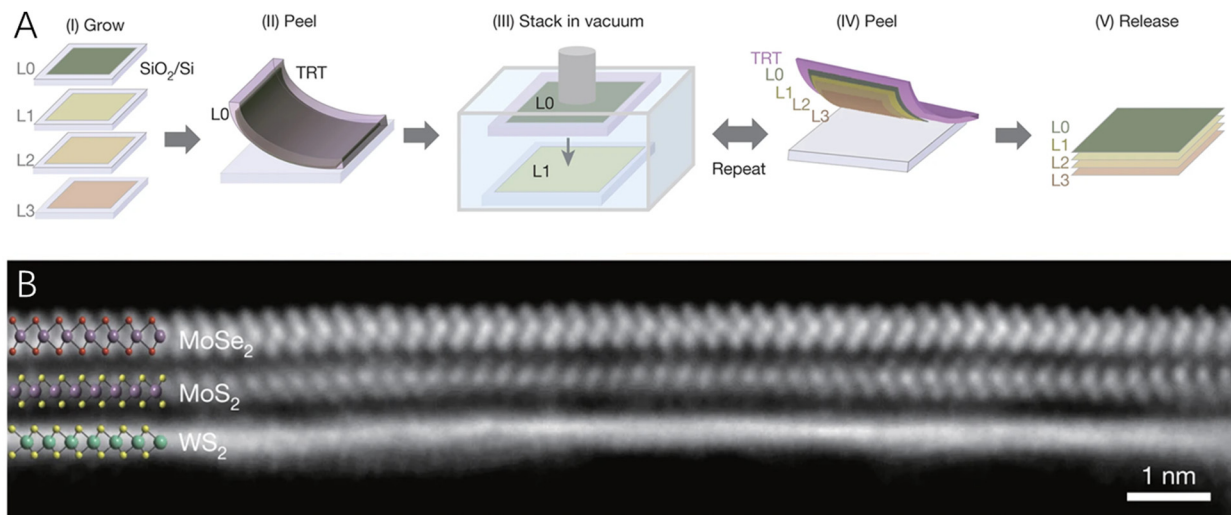 A
(I) Grow
(II) Peel
(III) Stack in vacuum
(IV) Peel
(V) Release
L0
SiO₂/Si
L1
L2
L3
TRT
L0
L0
L1
Repeat
TRT
L0
L1
L2
L3
L0
L1
L2
L3
B
MoSe₂
MoS₂
WS₂
1 nm